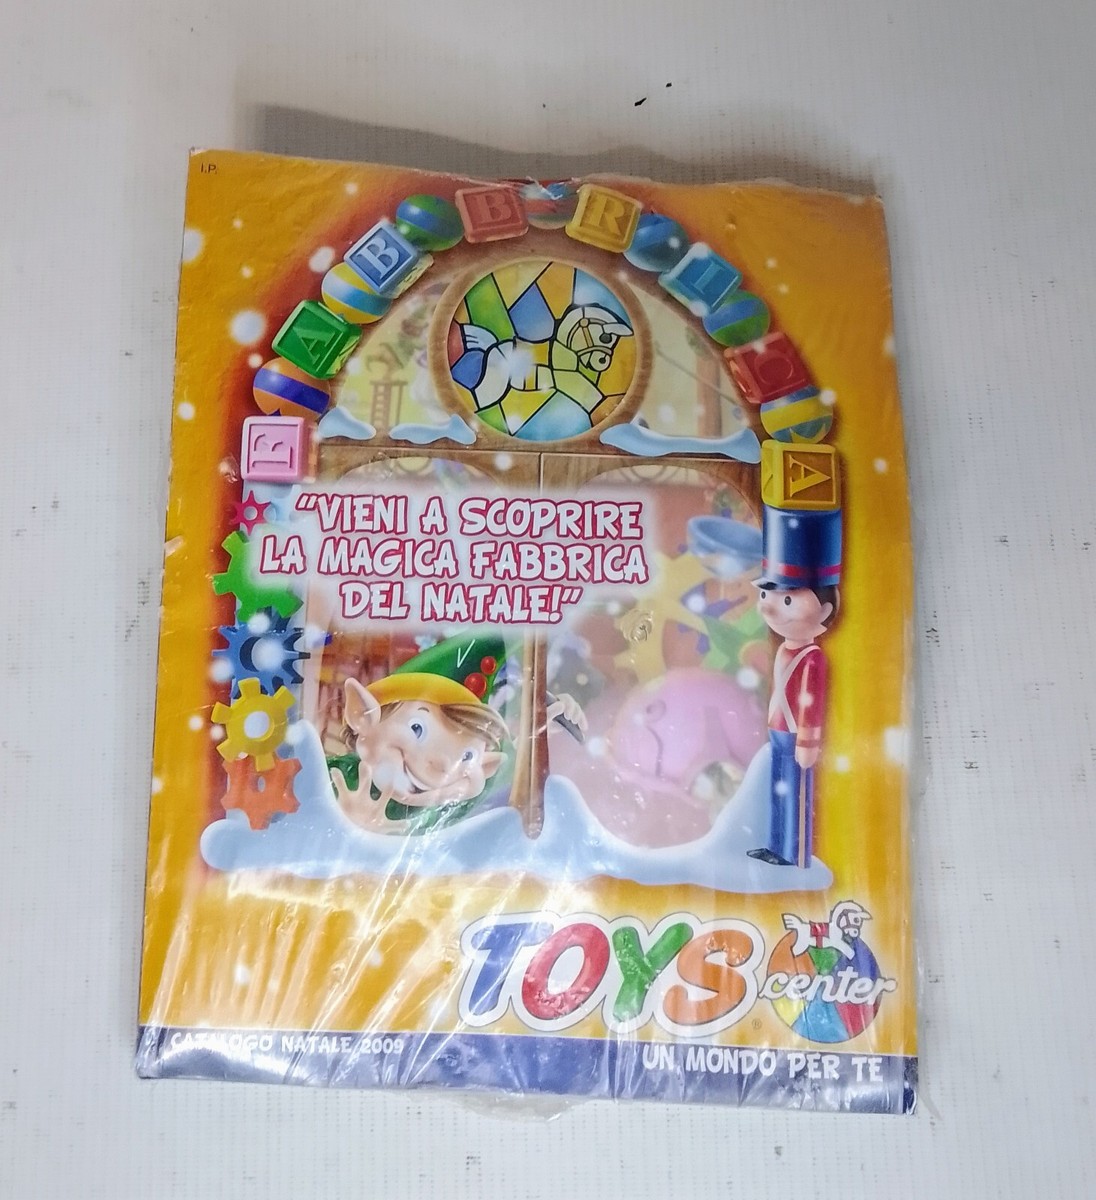 I.P.
FABBRICA
"VIENI A SCOPRIRE
LA MAGICA FABBRICA
DEL NATALE!"
TOYS
center
®
CATALOGO NATALE 2009
UN MONDO PER TE